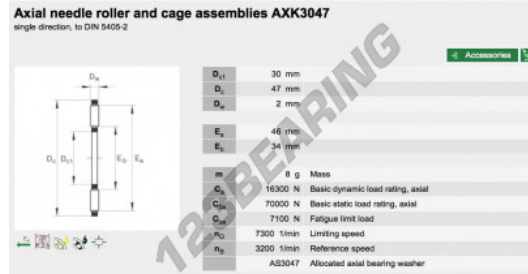 Axial needle roller and cage assemblies AXK3047
single direction, to DIN 5405-2
Accessories
Dw
Dc Dc1 Eb Ea
Dc1 30 mm
Dc 47 mm
Dw 2 mm
Ea 46 mm
Eb 34 mm
m 8 g Mass
Ca 16300 N Basic dynamic load rating, axial
C0a 70000 N Basic static load rating, axial
Cua 7100 N Fatigue limit load
nG 7300 1/min Limiting speed
nB 3200 1/min Reference speed
AS3047 Allocated axial bearing washer
123BEARING